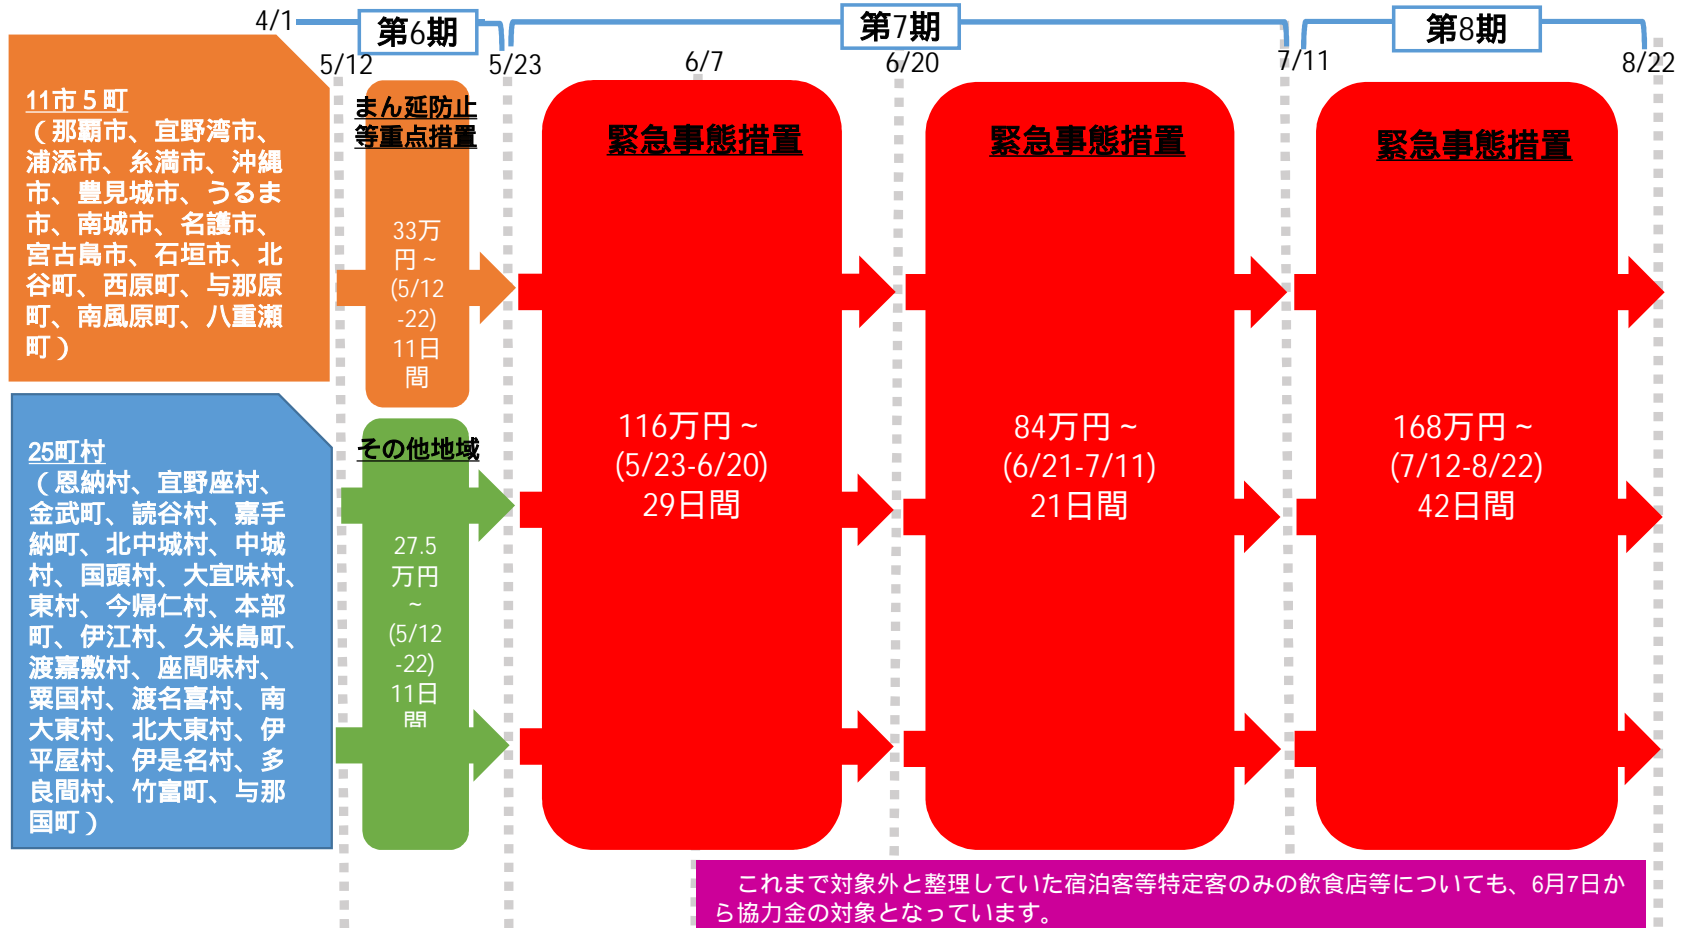 4/1
第6期
第7期
第8期
5/12
5/23
6/7
6/20
7/11
8/22
11市５町
（那覇市、宜野湾市、
浦添市、糸満市、沖縄
市、豊見城市、うるま
市、南城市、名護市、
宮古島市、石垣市、北
谷町、西原町、与那原
町、南風原町、八重瀬
町）
まん延防止
等重点措置
33万
円～
(5/12
-22)
11日
間
25町村
（恩納村、宜野座村、
金武町、読谷村、嘉手
納町、北中城村、中城
村、国頭村、大宜味村、
東村、今帰仁村、本部
町、伊江村、久米島町、
渡嘉敷村、座間味村、
粟国村、渡名喜村、南
大東村、北大東村、伊
平屋村、伊是名村、多
良間村、竹富町、与那
国町）
その他地域
27.5
万円
～
(5/12
-22)
11日
間
緊急事態措置
116万円～
(5/23-6/20)
29日間
緊急事態措置
84万円～
(6/21-7/11)
21日間
緊急事態措置
168万円～
(7/12-8/22)
42日間
これまで対象外と整理していた宿泊客等特定客のみの飲食店等についても、6月7日か
ら協力金の対象となっています。